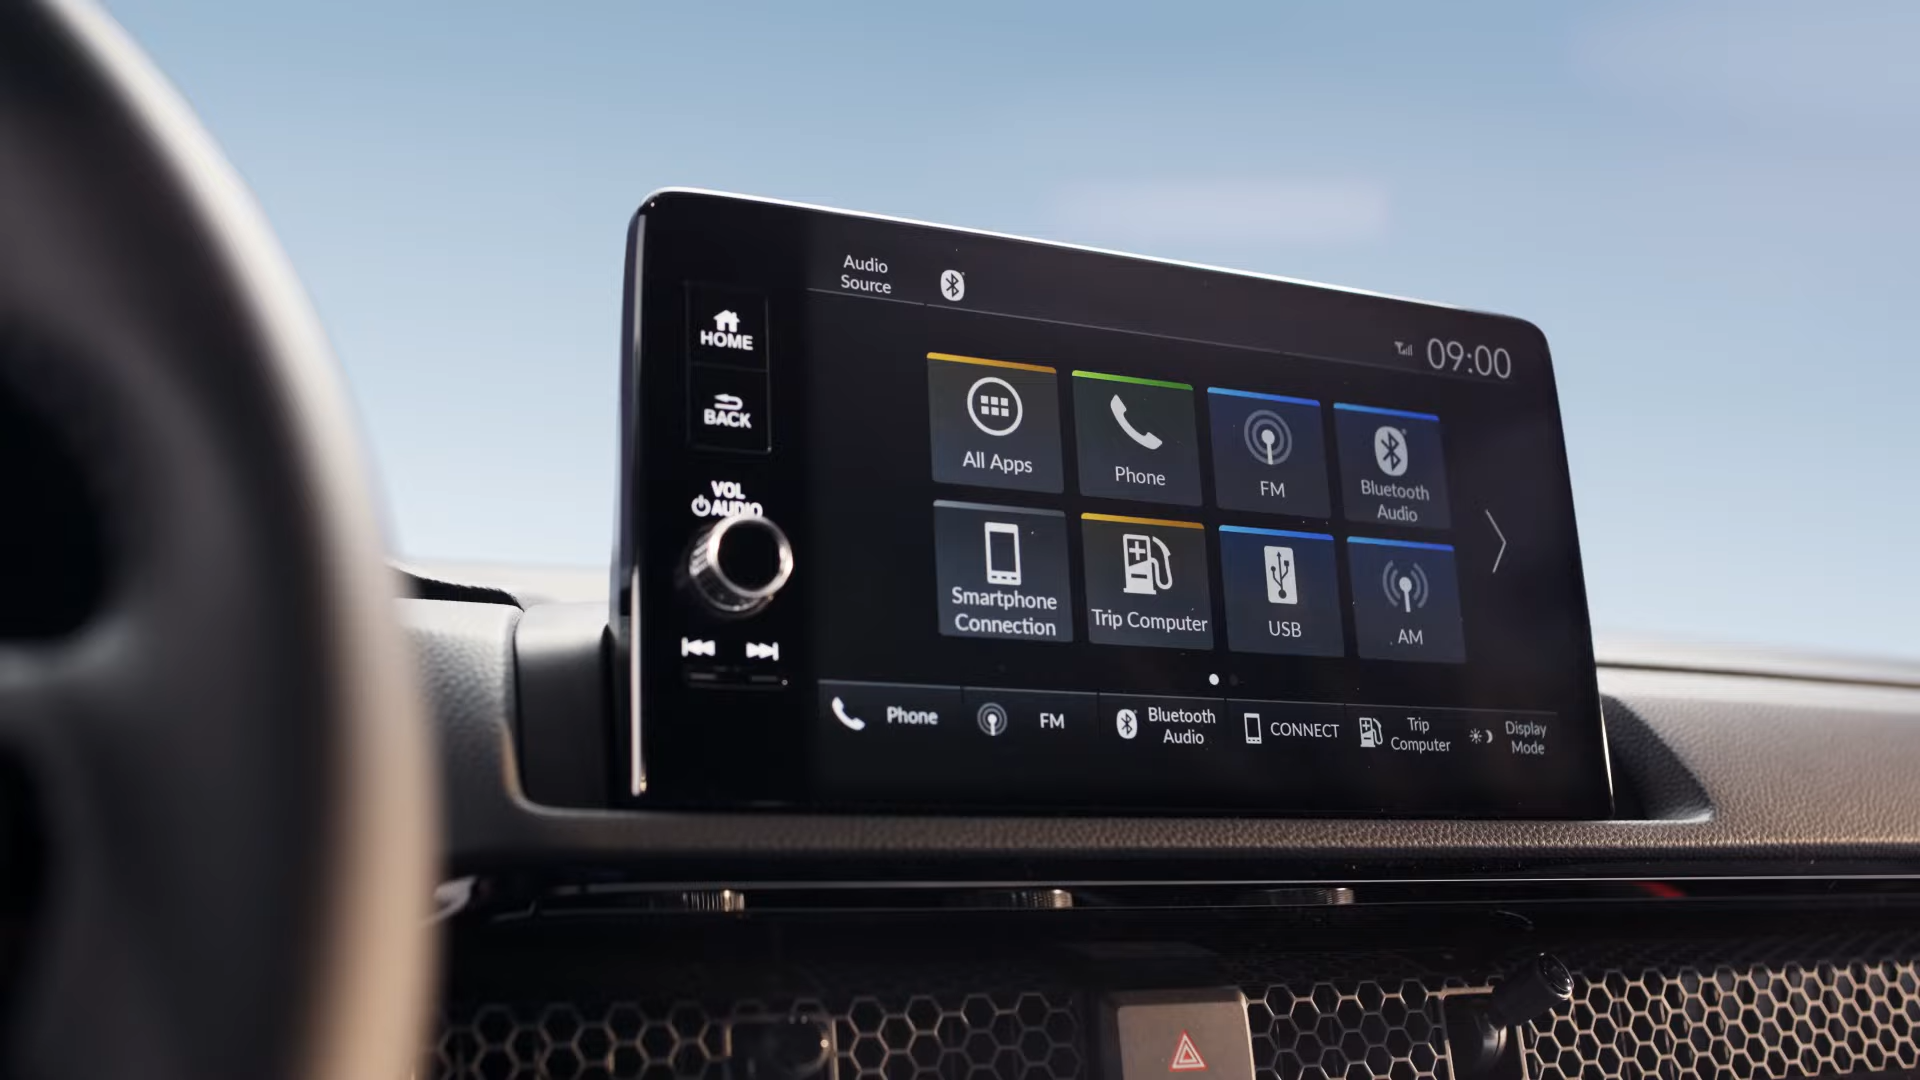 Audio
Source
09:00
HOME
BACK
VOL
AUDIO
All Apps
Phone
FM
Bluetooth
Audio
Smartphone
Connection
Trip Computer
USB
AM
Phone
FM
Bluetooth
Audio
CONNECT
Trip
Computer
Display
Mode